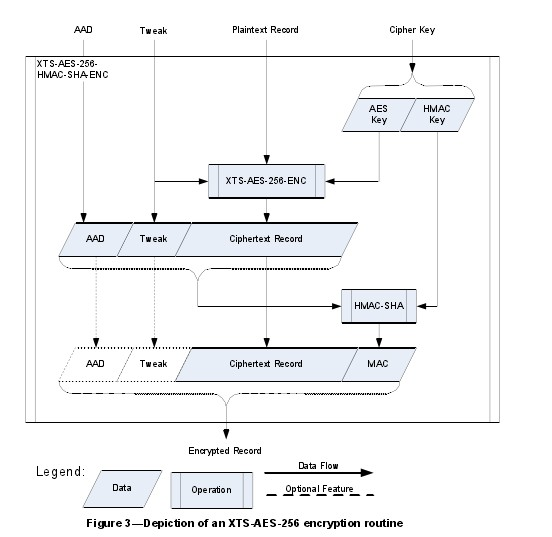 AAD Tweak Plaintext Record Cipher Key
XTS-AES-256-
HMAC-SHA-ENC
AES
Key
HMAC
Key
XTS-AES-256-ENC
AAD Tweak Ciphertext Record
HMAC-SHA
AAD Tweak Ciphertext Record MAC
Encrypted Record
Legend:
Data
Operation
Data Flow
Optional Feature
Figure 3—Depiction of an XTS-AES-256 encryption routine